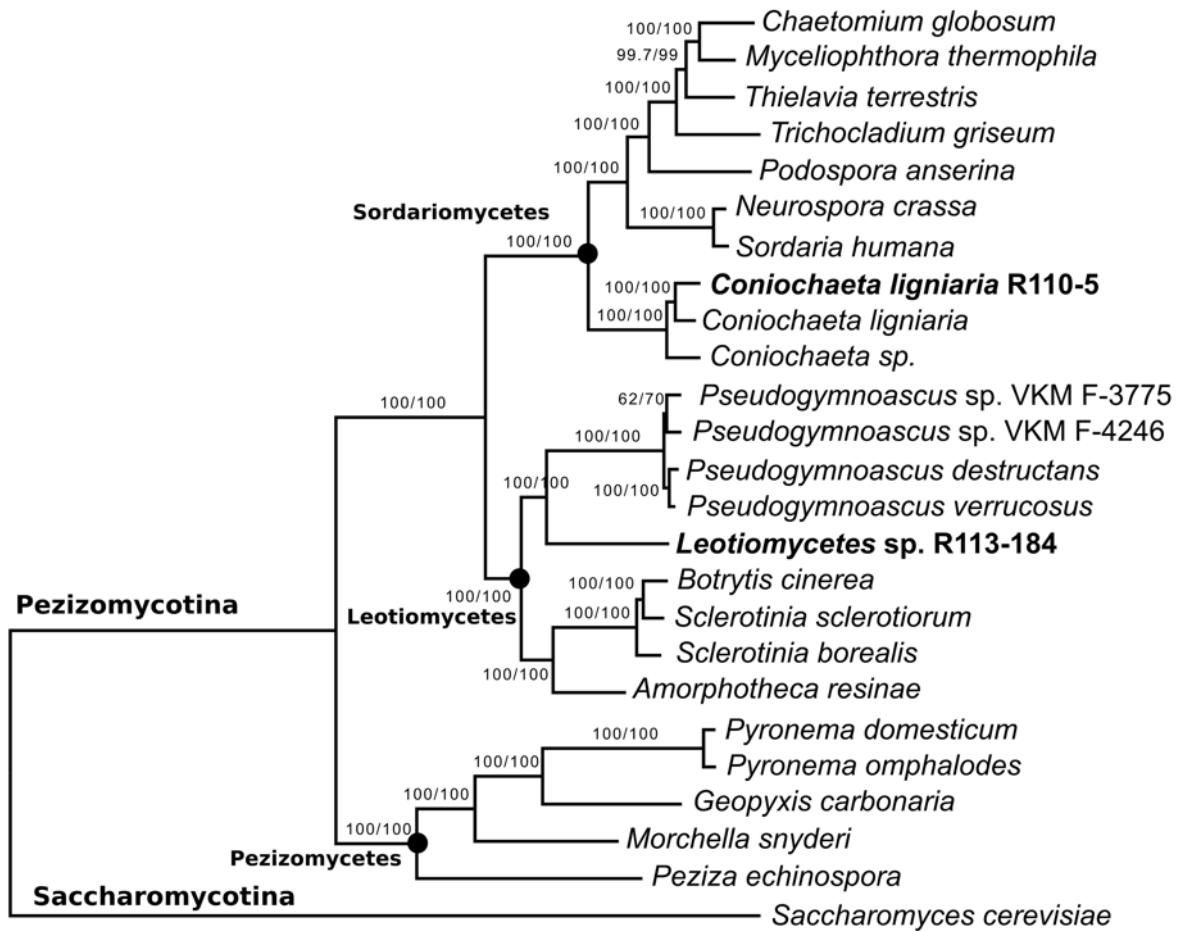 Chaetomium globosum
100/100
Myceliophthora thermophila
99.7/99
Thielavia terrestris
100/100
Trichocladium griseum
100/100
Podospora anserina
100/100
Neurospora crassa
Sordariomycetes
100/100
Sordaria humana
100/100
Coniochaeta ligniaria R110-5
100/100
Coniochaeta ligniaria
100/100
Coniochaeta sp.
Pseudogymnoascus sp. VKM F-3775
62/70
100/100
Pseudogymnoascus sp. VKM F-4246
100/100
Pseudogymnoascus destructans
100/100
100/100
Pseudogymnoascus verrucosus
Leotiomycetes sp. R113-184
Botrytis cinerea
100/100
100/100
Pezizomycotina
Leotiomycetes
100/100
Sclerotinia sclerotiorum
Sclerotinia borealis
100/100
Amorphotheca resinae
Pyronema domesticum
100/100
100/100
Pyronema omphalodes
100/100
Geopyxis carbonaria
100/100
Morchella snyderi
Pezizomycetes
Peziza echinospora
Saccharomycotina
Saccharomyces cerevisiae